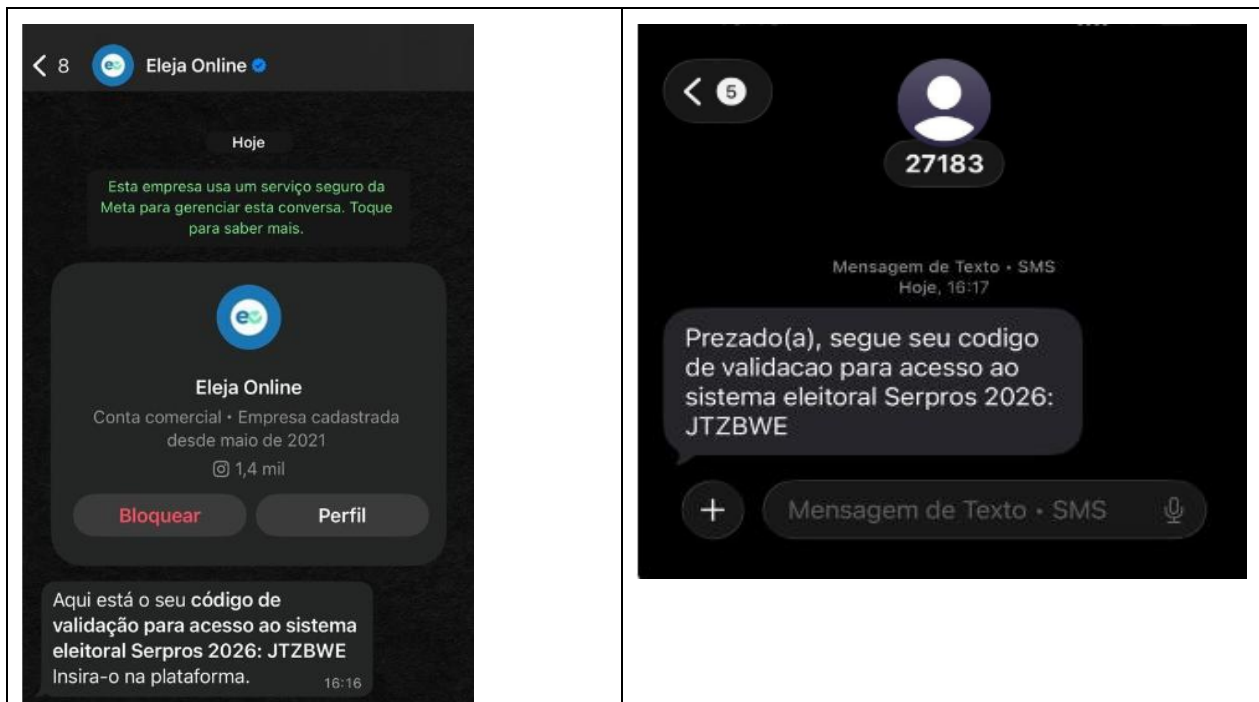 8
Eleja Online
Hoje
Esta empresa usa um serviço seguro da
Meta para gerenciar esta conversa. Toque
para saber mais.
Eleja Online
Conta comercial • Empresa cadastrada
desde maio de 2021
1,4 mil
Bloquear
Perfil
Aqui está o seu código de
validação para acesso ao sistema
eleitoral Serpros 2026: JTZBWE
Insira-o na plataforma.
16:16
5
27183
Mensagem de Texto • SMS
Hoje, 16:17
Prezado(a), segue seu codigo
de validacao para acesso ao
sistema eleitoral Serpros 2026:
JTZBWE
Mensagem de Texto • SMS